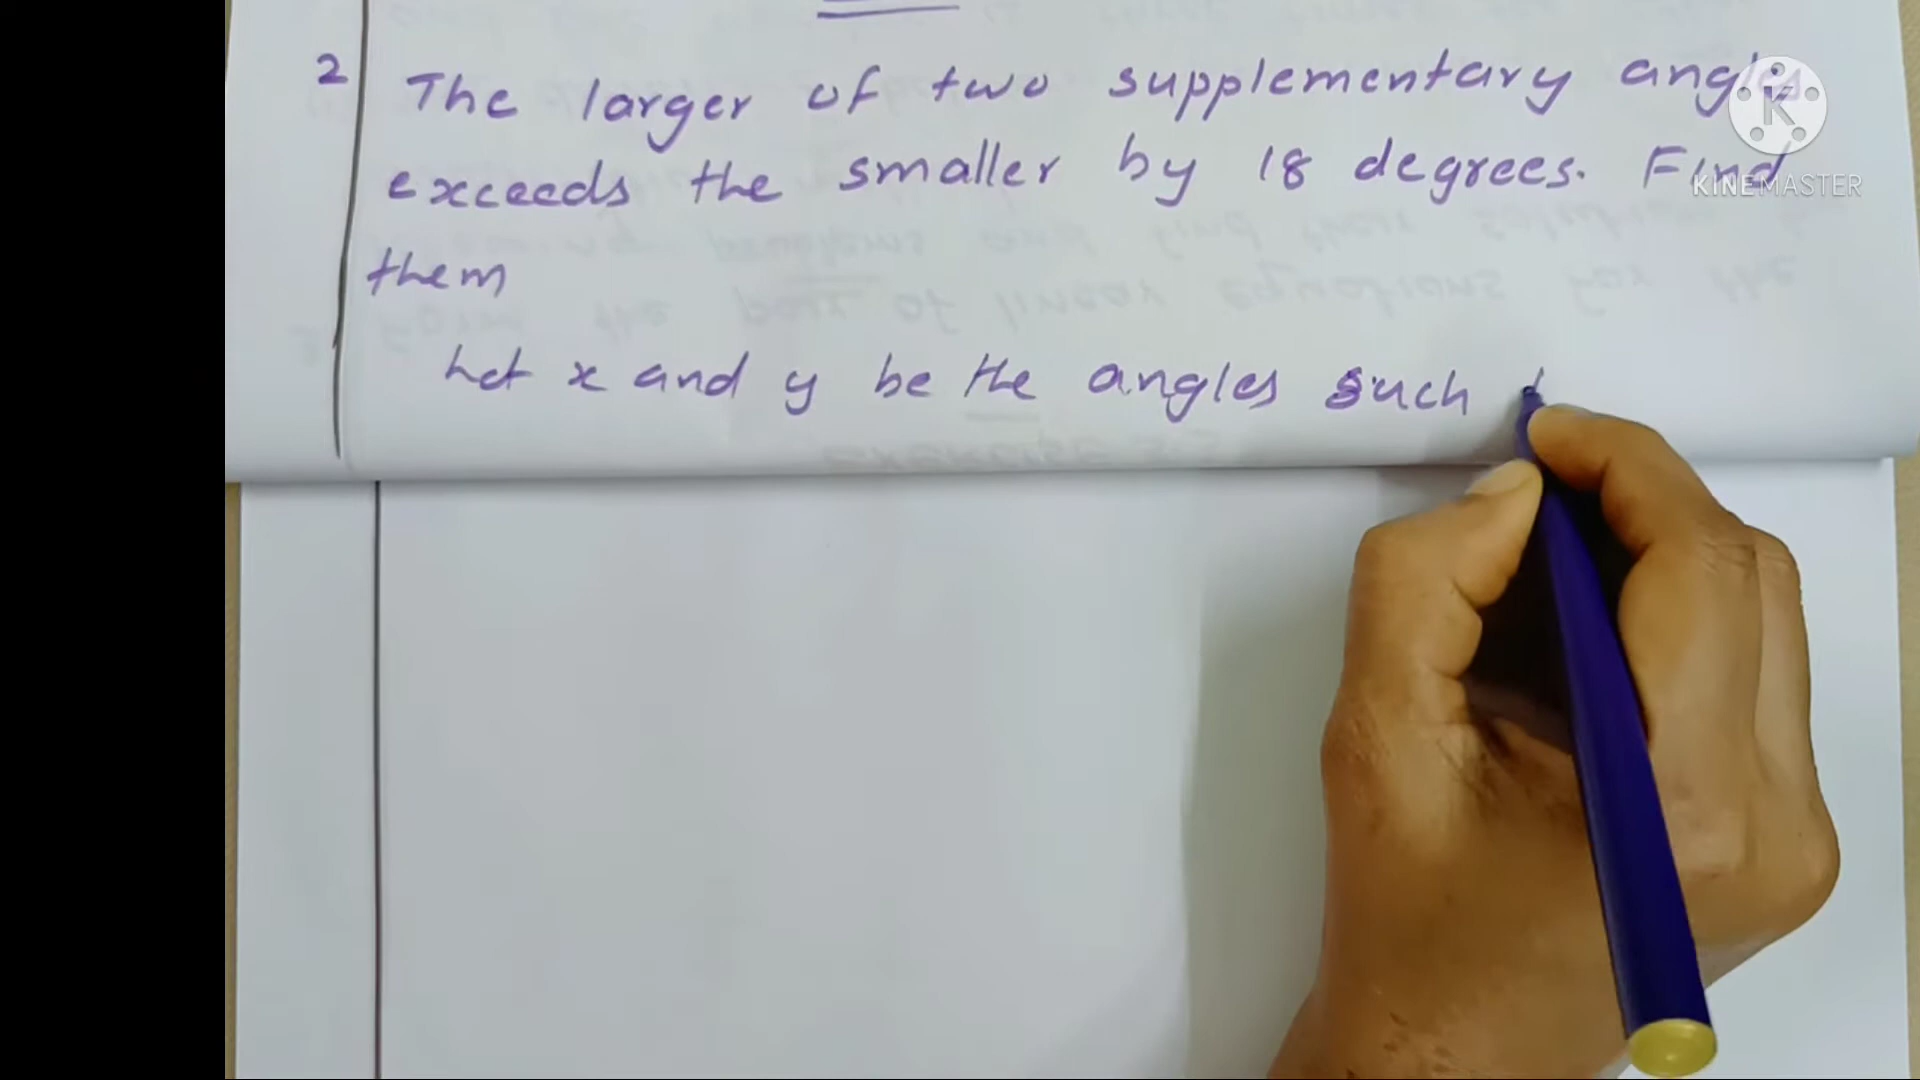 2 The larger of two supplementary angles
exceeds the smaller by 18 degrees. Find
them
Let x and y be the angles such
K
KINEMASTER